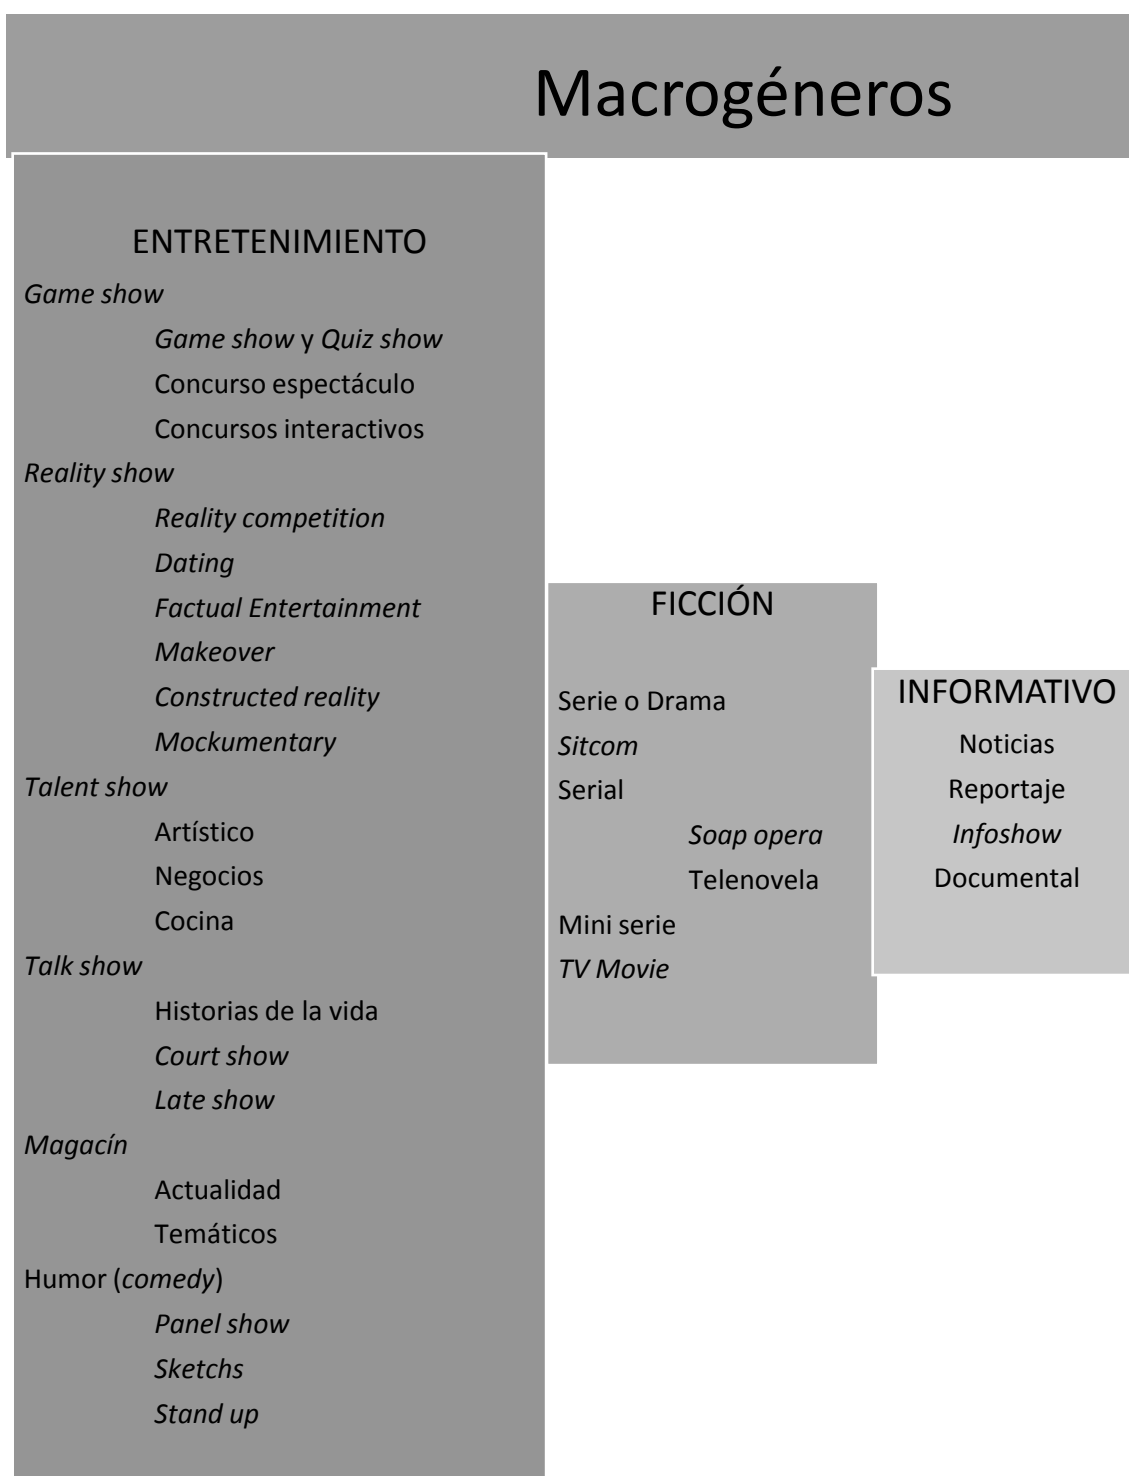 Macrogéneros
ENTRETENIMIENTO
Game show
Game show y Quiz show
Concurso espectáculo
Concursos interactivos
Reality show
Reality competition
Dating
Factual Entertainment
Makeover
Constructed reality
Mockumentary
Talent show
Artístico
Negocios
Cocina
Talk show
Historias de la vida
Court show
Late show
Magacín
Actualidad
Temáticos
Humor (comedy)
Panel show
Sketchs
Stand up
FICCIÓN
Serie o Drama
Sitcom
Serial
Soap opera
Telenovela
Mini serie
TV Movie
INFORMATIVO
Noticias
Reportaje
Infoshow
Documental